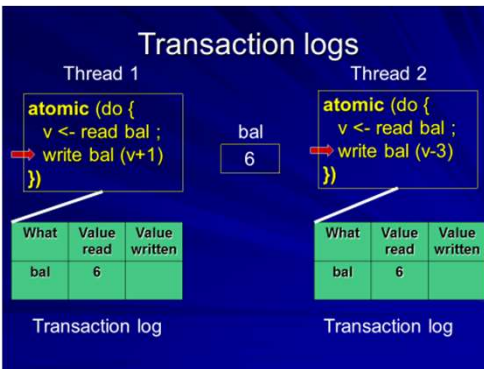 Transaction logs
Thread 1
atomic (do {
v <- read bal ;
write bal (v+1)
})
bal
6
Thread 2
atomic (do {
v <- read bal ;
write bal (v-3)
})
What Value read Value written
bal 6
Transaction log
What Value read Value written
bal 6
Transaction log